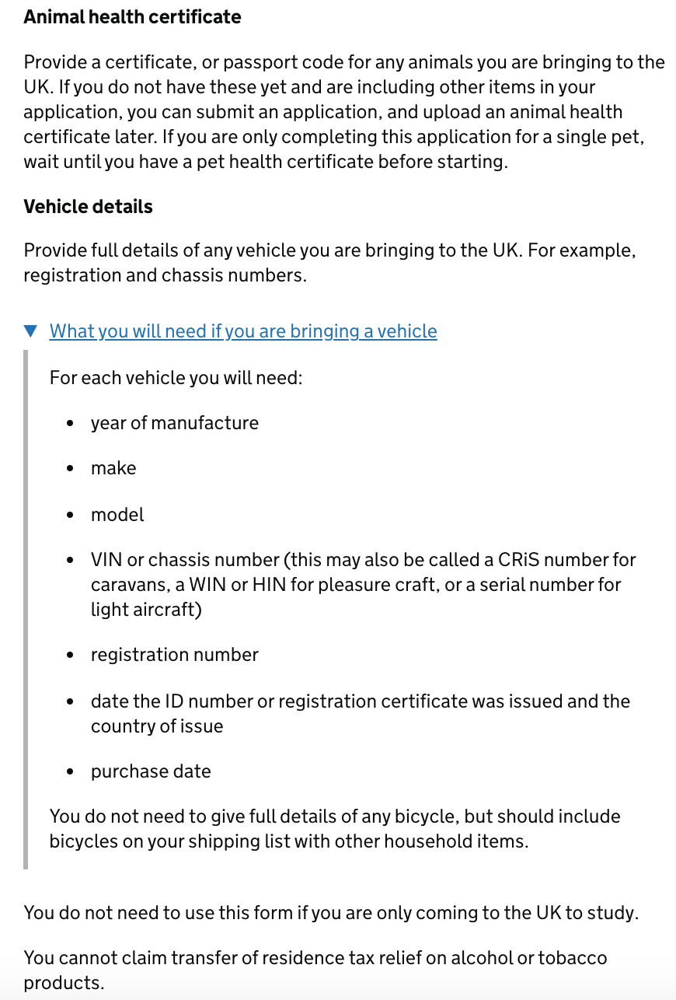 Animal health certificate
Provide a certificate, or passport code for any animals you are bringing to the
UK. If you do not have these yet and are including other items in your
application, you can submit an application, and upload an animal health
certificate later. If you are only completing this application for a single pet,
wait until you have a pet health certificate before starting.
Vehicle details
Provide full details of any vehicle you are bringing to the UK. For example,
registration and chassis numbers.
▼ What you will need if you are bringing a vehicle
For each vehicle you will need:
• year of manufacture
• make
• model
• VIN or chassis number (this may also be called a CRiS number for
caravans, a WIN or HIN for pleasure craft, or a serial number for
light aircraft)
• registration number
• date the ID number or registration certificate was issued and the
country of issue
• purchase date
You do not need to give full details of any bicycle, but should include
bicycles on your shipping list with other household items.
You do not need to use this form if you are only coming to the UK to study.
You cannot claim transfer of residence tax relief on alcohol or tobacco
products.